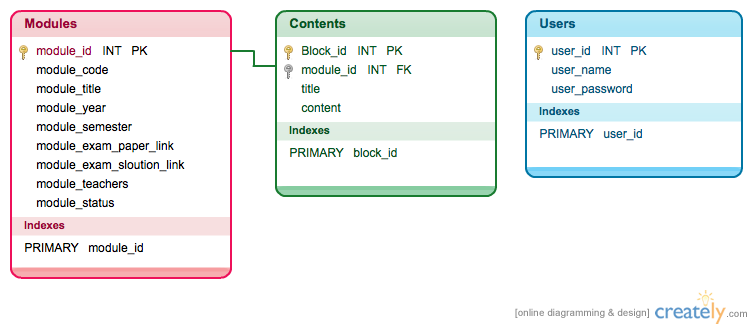 Modules
module_id INT PK
module_code
module_title
module_year
module_semester
module_exam_paper_link
module_exam_sloution_link
module_teachers
module_status
Indexes
PRIMARY module_id
Contents
Block_id INT PK
module_id INT FK
title
content
Indexes
PRIMARY block_id
Users
user_id INT PK
user_name
user_password
Indexes
PRIMARY user_id
[online diagramming & design] creately.com